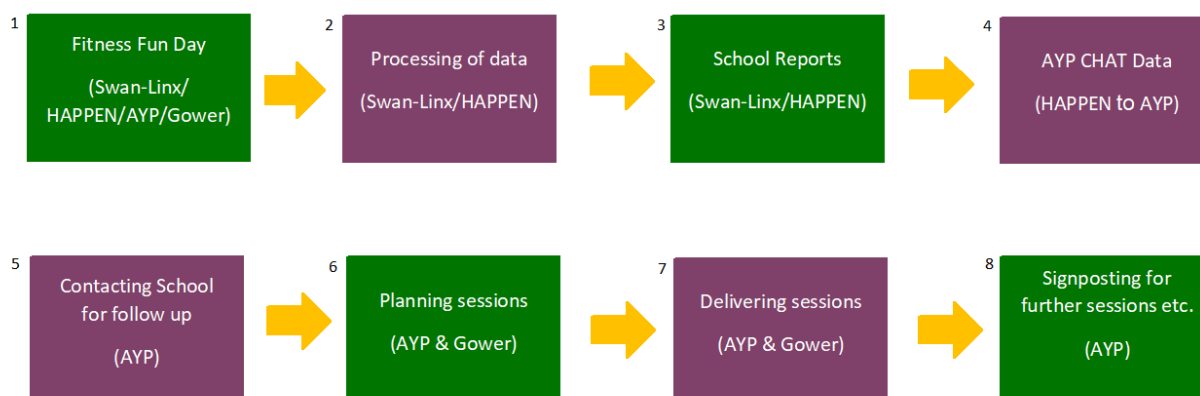 1
Fitness Fun Day
(Swan-Linx/
HAPPEN/AYP/Gower)
2
Processing of data
(Swan-Linx/HAPPEN)
3
School Reports
(Swan-Linx/HAPPEN)
4
AYP CHAT Data
(HAPPEN to AYP)
5
Contacting School
for follow up
(AYP)
6
Planning sessions
(AYP & Gower)
7
Delivering sessions
(AYP & Gower)
8
Signposting for
further sessions etc.
(AYP)